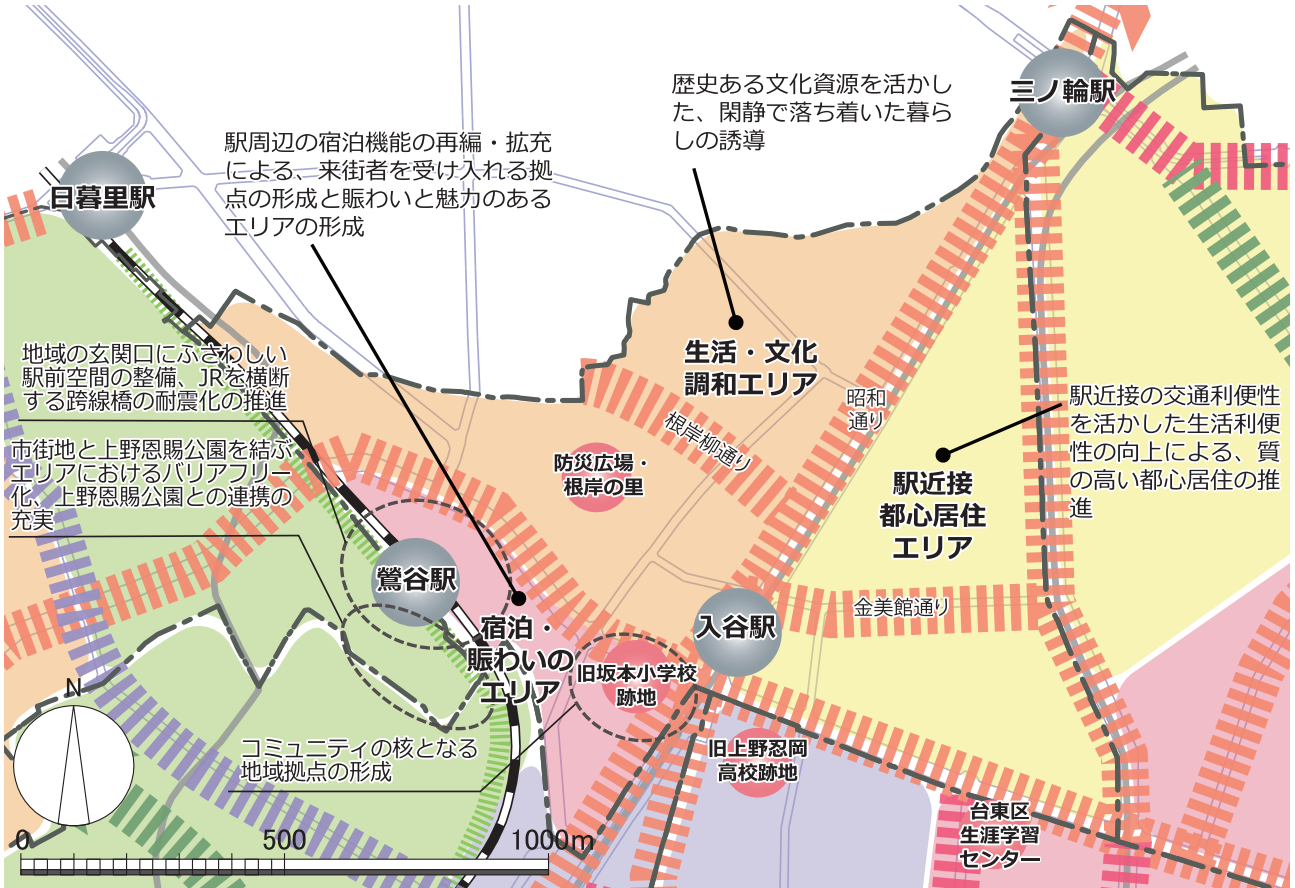 三ノ輪駅
歴史ある文化資源を活かし
た、閑静で落ち着いた暮ら
しの誘導
駅周辺の宿泊機能の再編・拡充
による、来街者を受け入れる拠
点の形成と賑わいと魅力のある
エリアの形成
日暮里駅
地域の玄関口にふさわしい
駅前空間の整備、JRを横断
する跨線橋の耐震化の推進
生活・文化
調和エリア
昭和
通り
駅近接の交通利便性
を活かした生活利便
性の向上による、質
の高い都心居住の推
進
根岸柳通り
市街地と上野恩賜公園を結ぶ
エリアにおけるバリアフリー
化、上野恩賜公園との連携の
充実
防災広場・
根岸の里
駅近接
都心居住
エリア
鶯谷駅
金美館通り
入谷駅
宿泊・
賑わいの
エリア
旧坂本小学校
跡地
N
コミュニティの核となる
地域拠点の形成
旧上野忍岡
高校跡地
台東区
生涯学習
センター
0
500
1000m